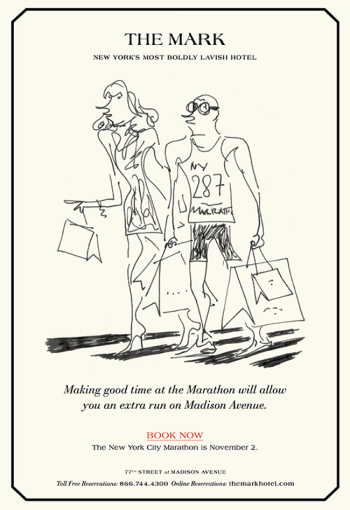 THE MARK
NEW YORK'S MOST BOLDLY LAVISH HOTEL
NY
287
MARRATH
Making good time at the Marathon will allow
you an extra run on Madison Avenue.
BOOK NOW
The New York City Marathon is November 2.
77TH STREET at MADISON AVENUE
Toll Free Reservations: 866.744.4300 Online Reservations: themarkhotel.com